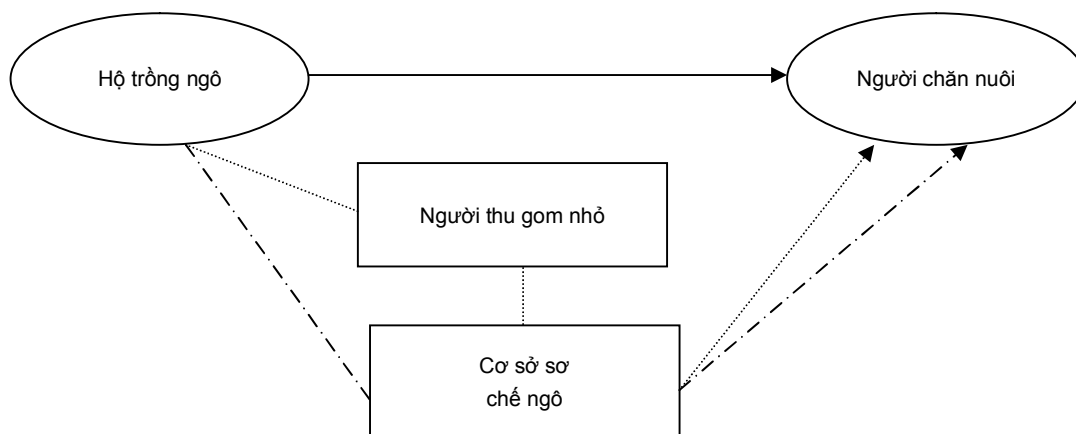 Hộ trồng ngô
Người chăn nuôi
Người thu gom nhỏ
Cơ sở sơ
chế ngô